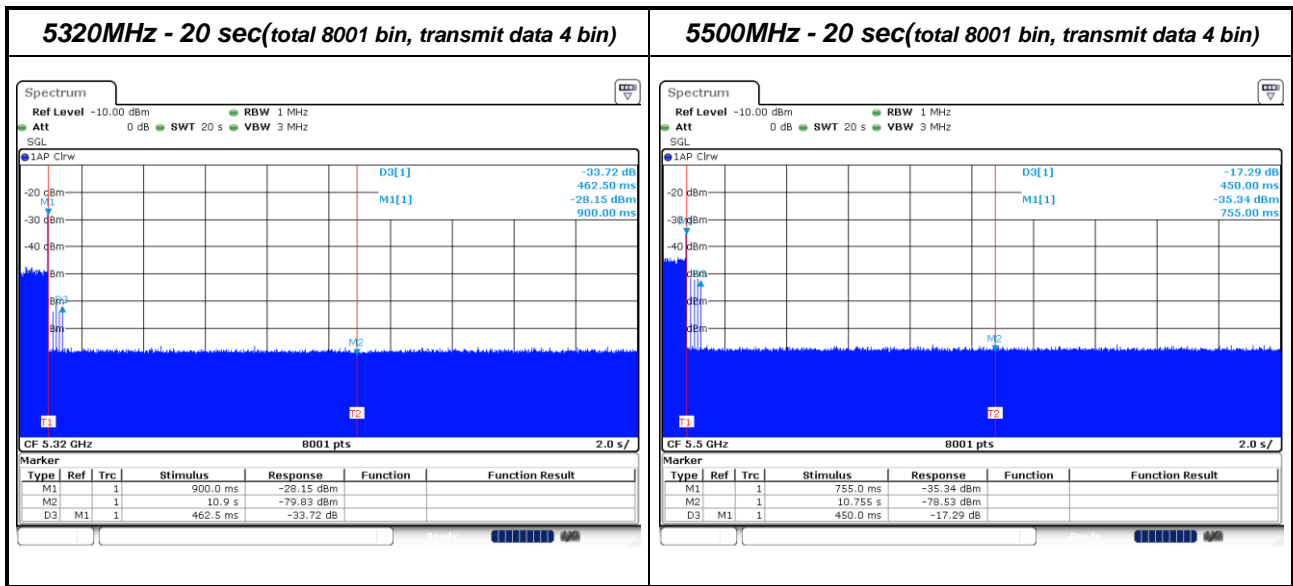 5320MHz - 20 sec(total 8001 bin, transmit data 4 bin)
5500MHz - 20 sec(total 8001 bin, transmit data 4 bin)
Spectrum
Ref Level -10.00 dBm RBW 1 MHz
Att 0 dB SWT 20 s VBW 3 MHz
SGL
1AP Clrw
D3[1] -33.72 dB
462.50 ms
M1[1] -28.15 dBm
900.00 ms
-20 dBm
M1
-30 dBm
-40 dBm
Bm
D3
Bm
Bm
M2
T1
T2
CF 5.32 GHz 8001 pts 2.0 s/
Marker
Type Ref Trc Stimulus Response Function Function Result
M1 1 900.0 ms -28.15 dBm
M2 1 10.9 s -79.83 dBm
D3 M1 1 462.5 ms -33.72 dB
Spectrum
Ref Level -10.00 dBm RBW 1 MHz
Att 0 dB SWT 20 s VBW 3 MHz
SGL
1AP Clrw
D3[1] -17.29 dB
450.00 ms
M1[1] -35.34 dBm
755.00 ms
-20 dBm
-30 dBm
-40 dBm
dBm
dBm
dBm
M2
T1
T2
CF 5.5 GHz 8001 pts 2.0 s/
Marker
Type Ref Trc Stimulus Response Function Function Result
M1 1 755.0 ms -35.34 dBm
M2 1 10.755 s -78.53 dBm
D3 M1 1 450.0 ms -17.29 dB